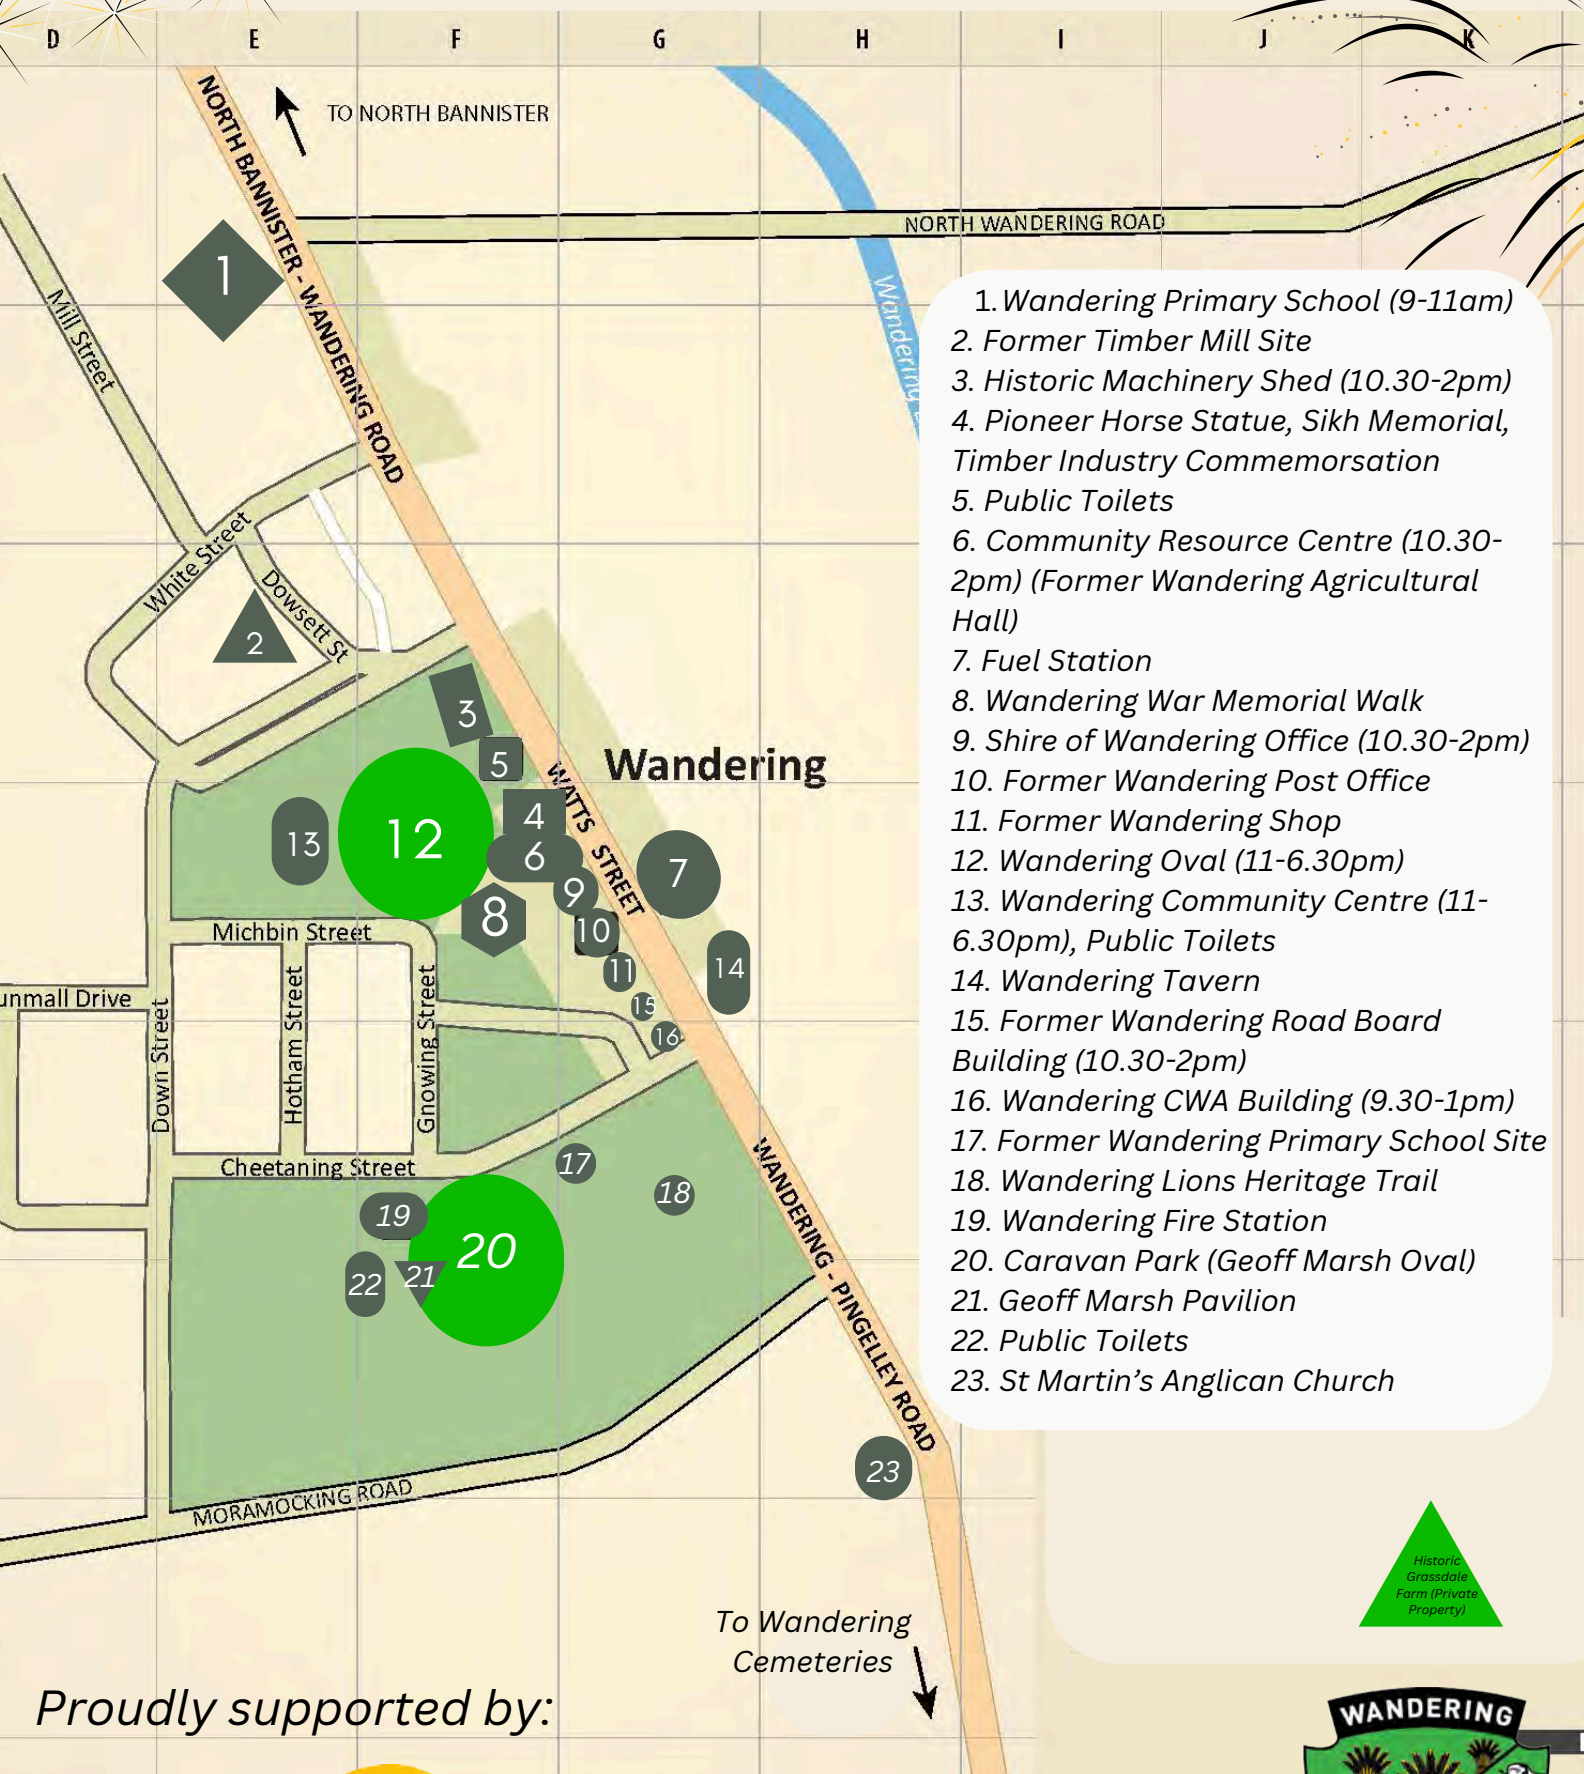 D E F G H I J K
TO NORTH BANNISTER
NORTH BANNISTER - WANDERING ROAD
NORTH WANDERING ROAD
1
Mill Street
Wandering
White Street
Dowsett St
2
3
5
Wandering
WATTS STREET
4
12
13
6
7
9
8
10
11
14
15
16
Michbin Street
Drive
Down Street
Hotham Street
Gnowing Street
Cheetaning Street
17
18
19
20
21
22
WANDERING - PINGELLEY ROAD
MORAMOCKING ROAD
23
To Wandering
Cemeteries
1. Wandering Primary School (9-11am)
2. Former Timber Mill Site
3. Historic Machinery Shed (10.30-2pm)
4. Pioneer Horse Statue, Sikh Memorial,
Timber Industry Commemorsation
5. Public Toilets
6. Community Resource Centre (10.30-
2pm) (Former Wandering Agricultural
Hall)
7. Fuel Station
8. Wandering War Memorial Walk
9. Shire of Wandering Office (10.30-2pm)
10. Former Wandering Post Office
11. Former Wandering Shop
12. Wandering Oval (11-6.30pm)
13. Wandering Community Centre (11-
6.30pm), Public Toilets
14. Wandering Tavern
15. Former Wandering Road Board
Building (10.30-2pm)
16. Wandering CWA Building (9.30-1pm)
17. Former Wandering Primary School Site
18. Wandering Lions Heritage Trail
19. Wandering Fire Station
20. Caravan Park (Geoff Marsh Oval)
21. Geoff Marsh Pavilion
22. Public Toilets
23. St Martin’s Anglican Church
Historic
Grassdale
Farm (Private
Property)
Proudly supported by:
WANDERING